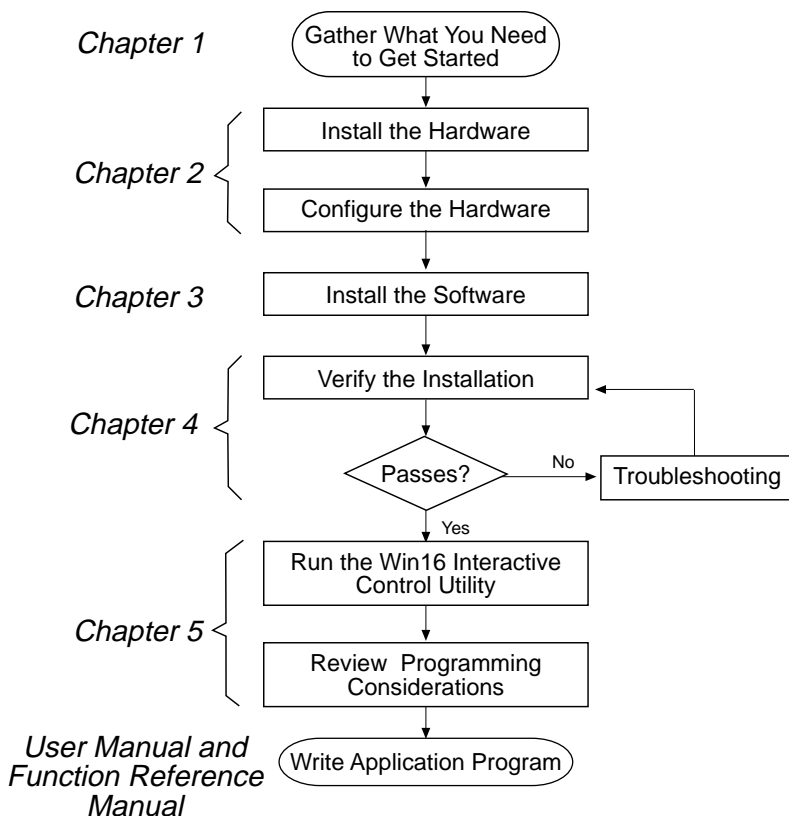 Chapter 1
Gather What You Need
to Get Started
Chapter 2
Install the Hardware
Configure the Hardware
Chapter 3
Install the Software
Chapter 4
Verify the Installation
Passes?
No
Troubleshooting
Yes
Chapter 5
Run the Win16 Interactive
Control Utility
Review Programming
Considerations
User Manual and
Function Reference
Manual
Write Application Program